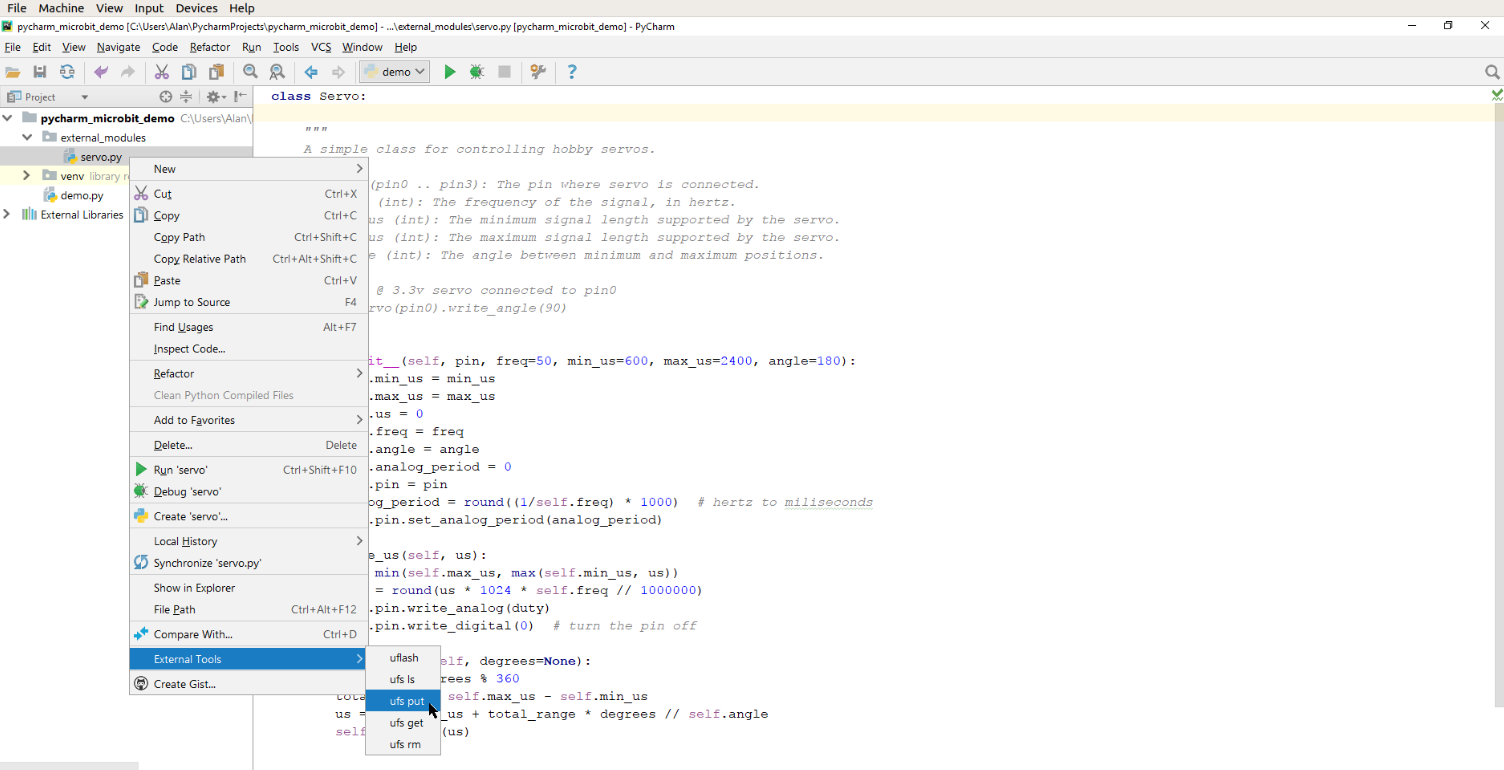 File Machine View Input Devices Help
pycharm_microbit_demo [C:\Users\Alan\PycharmProjects\pycharm_microbit_demo] - ...\external_modules\servo.py [pycharm_microbit_demo] - PyCharm
File Edit View Navigate Code Refactor Run Tools VCS Window Help
demo
Project
pycharm_microbit_demo C:\Users\Alan\
external_modules
servo.py
venv library
demo.py
External Libraries
New
Cut Ctrl+X
Copy Ctrl+C
Copy Path Ctrl+Shift+C
Copy Relative Path Ctrl+Alt+Shift+C
Paste Ctrl+V
Jump to Source F4
Find Usages Alt+F7
Inspect Code...
Refactor
Clean Python Compiled Files
Add to Favorites
Delete... Delete
Run 'servo' Ctrl+Shift+F10
Debug 'servo'
Create 'servo'...
Local History
Synchronize 'servo.py'
Show in Explorer
File Path Ctrl+Alt+F12
Compare With... Ctrl+D
External Tools
Create Gist...
uflash
ufs ls
ufs put
ufs get
ufs rm
class Servo:
"""
A simple class for controlling hobby servos.
(pin0 .. pin3): The pin where servo is connected.
(int): The frequency of the signal, in hertz.
us (int): The minimum signal length supported by the servo.
us (int): The maximum signal length supported by the servo.
e (int): The angle between minimum and maximum positions.
@ 3.3v servo connected to pin0
rvo(pin0).write_angle(90)
it__(self, pin, freq=50, min_us=600, max_us=2400, angle=180):
.min_us = min_us
.max_us = max_us
.us = 0
.freq = freq
.angle = angle
.analog_period = 0
.pin = pin
og_period = round((1/self.freq) * 1000) # hertz to miliseconds
.pin.set_analog_period(analog_period)
e_us(self, us):
min(self.max_us, max(self.min_us, us))
= round(us * 1024 * self.freq // 1000000)
.pin.write_analog(duty)
.pin.write_digital(0) # turn the pin off
elf, degrees=None):
rees % 360
self.max_us - self.min_us
us = _us + total_range * degrees // self.angle
self (us)